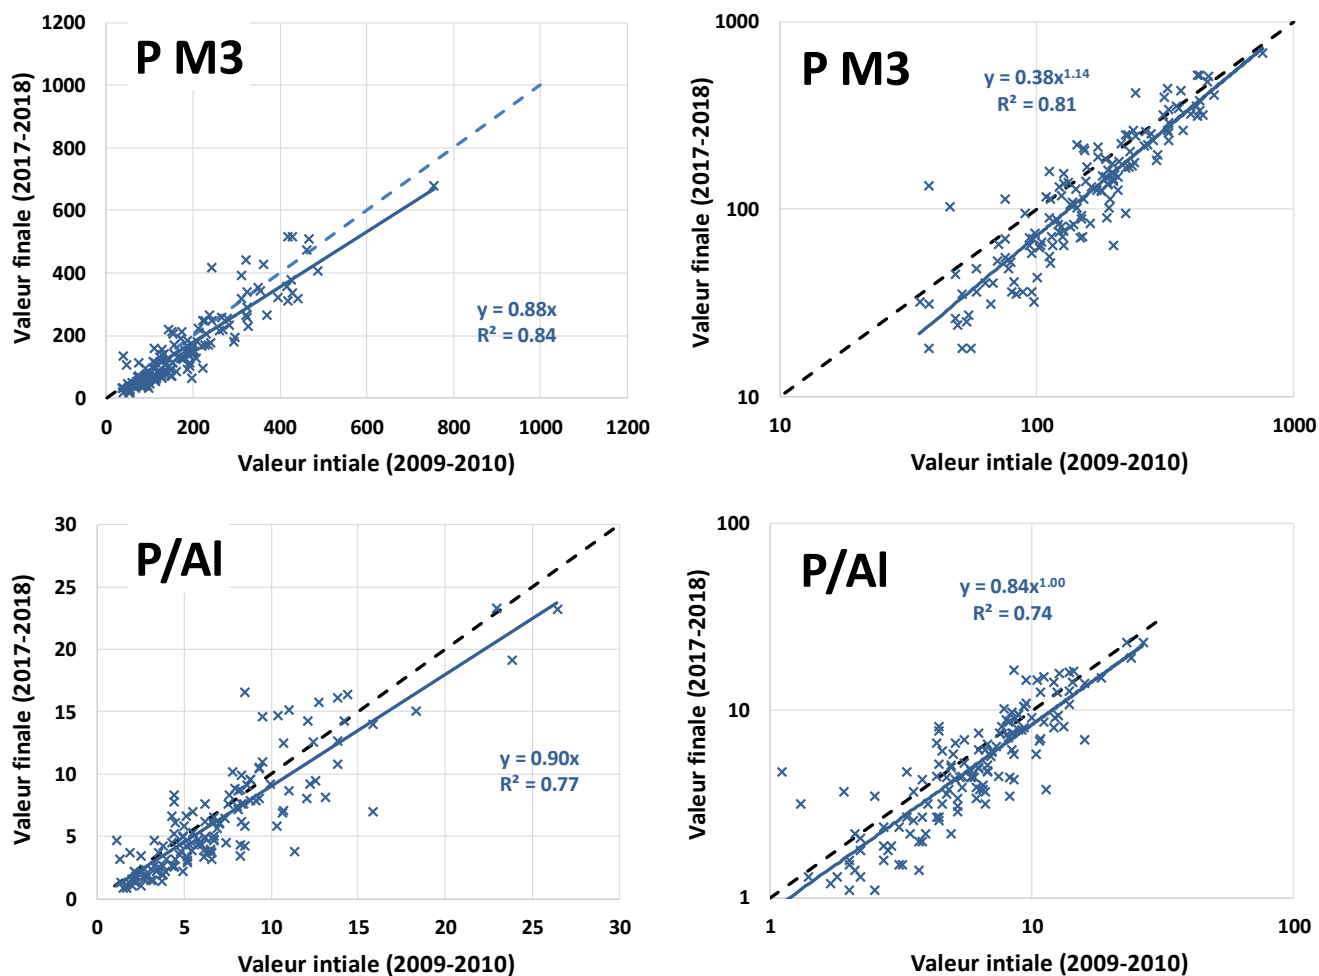 P M3
1200
1000
800
600
400
200
0
Valeur finale (2017-2018)
y = 0.88x
R² = 0.84
0 200 400 600 800 1000 1200
Valeur intiale (2009-2010)
P M3
1000
100
10
Valeur finale (2017-2018)
y = 0.38x^1.14
R² = 0.81
10 100 1000
Valeur intiale (2009-2010)
P/Al
30
25
20
15
10
5
0
Valeur finale (2017-2018)
y = 0.90x
R² = 0.77
0 5 10 15 20 25 30
Valeur intiale (2009-2010)
P/Al
100
10
1
Valeur finale (2017-2018)
y = 0.84x^1.00
R² = 0.74
1 10 100
Valeur intiale (2009-2010)